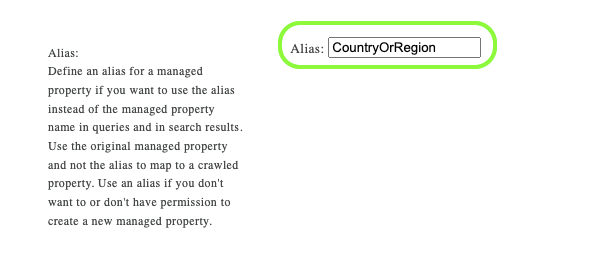 Alias:
Define an alias for a managed
property if you want to use the alias
instead of the managed property
name in queries and in search results.
Use the original managed property
and not the alias to map to a crawled
property. Use an alias if you don't
want to or don't have permission to
create a new managed property.
Alias: CountryOrRegion